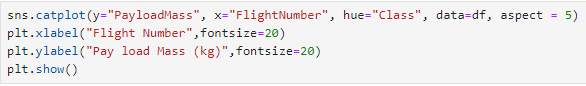 sns.catplot(y="PayloadMass", x="FlightNumber", hue="Class", data=df, aspect = 5)
plt.xlabel("Flight Number",fontsize=20)
plt.ylabel("Pay load Mass (kg)",fontsize=20)
plt.show()